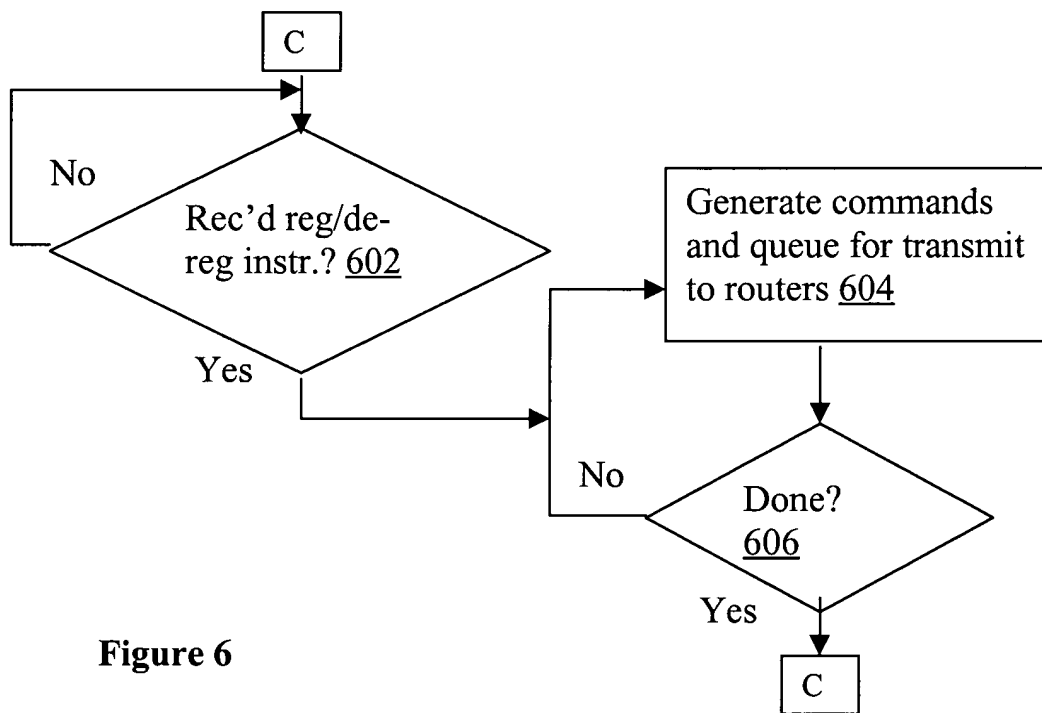 C
No
Rec’d reg/de-
reg instr.? 602
Yes
Generate commands
and queue for transmit
to routers 604
No
Done?
606
Yes
C
Figure 6